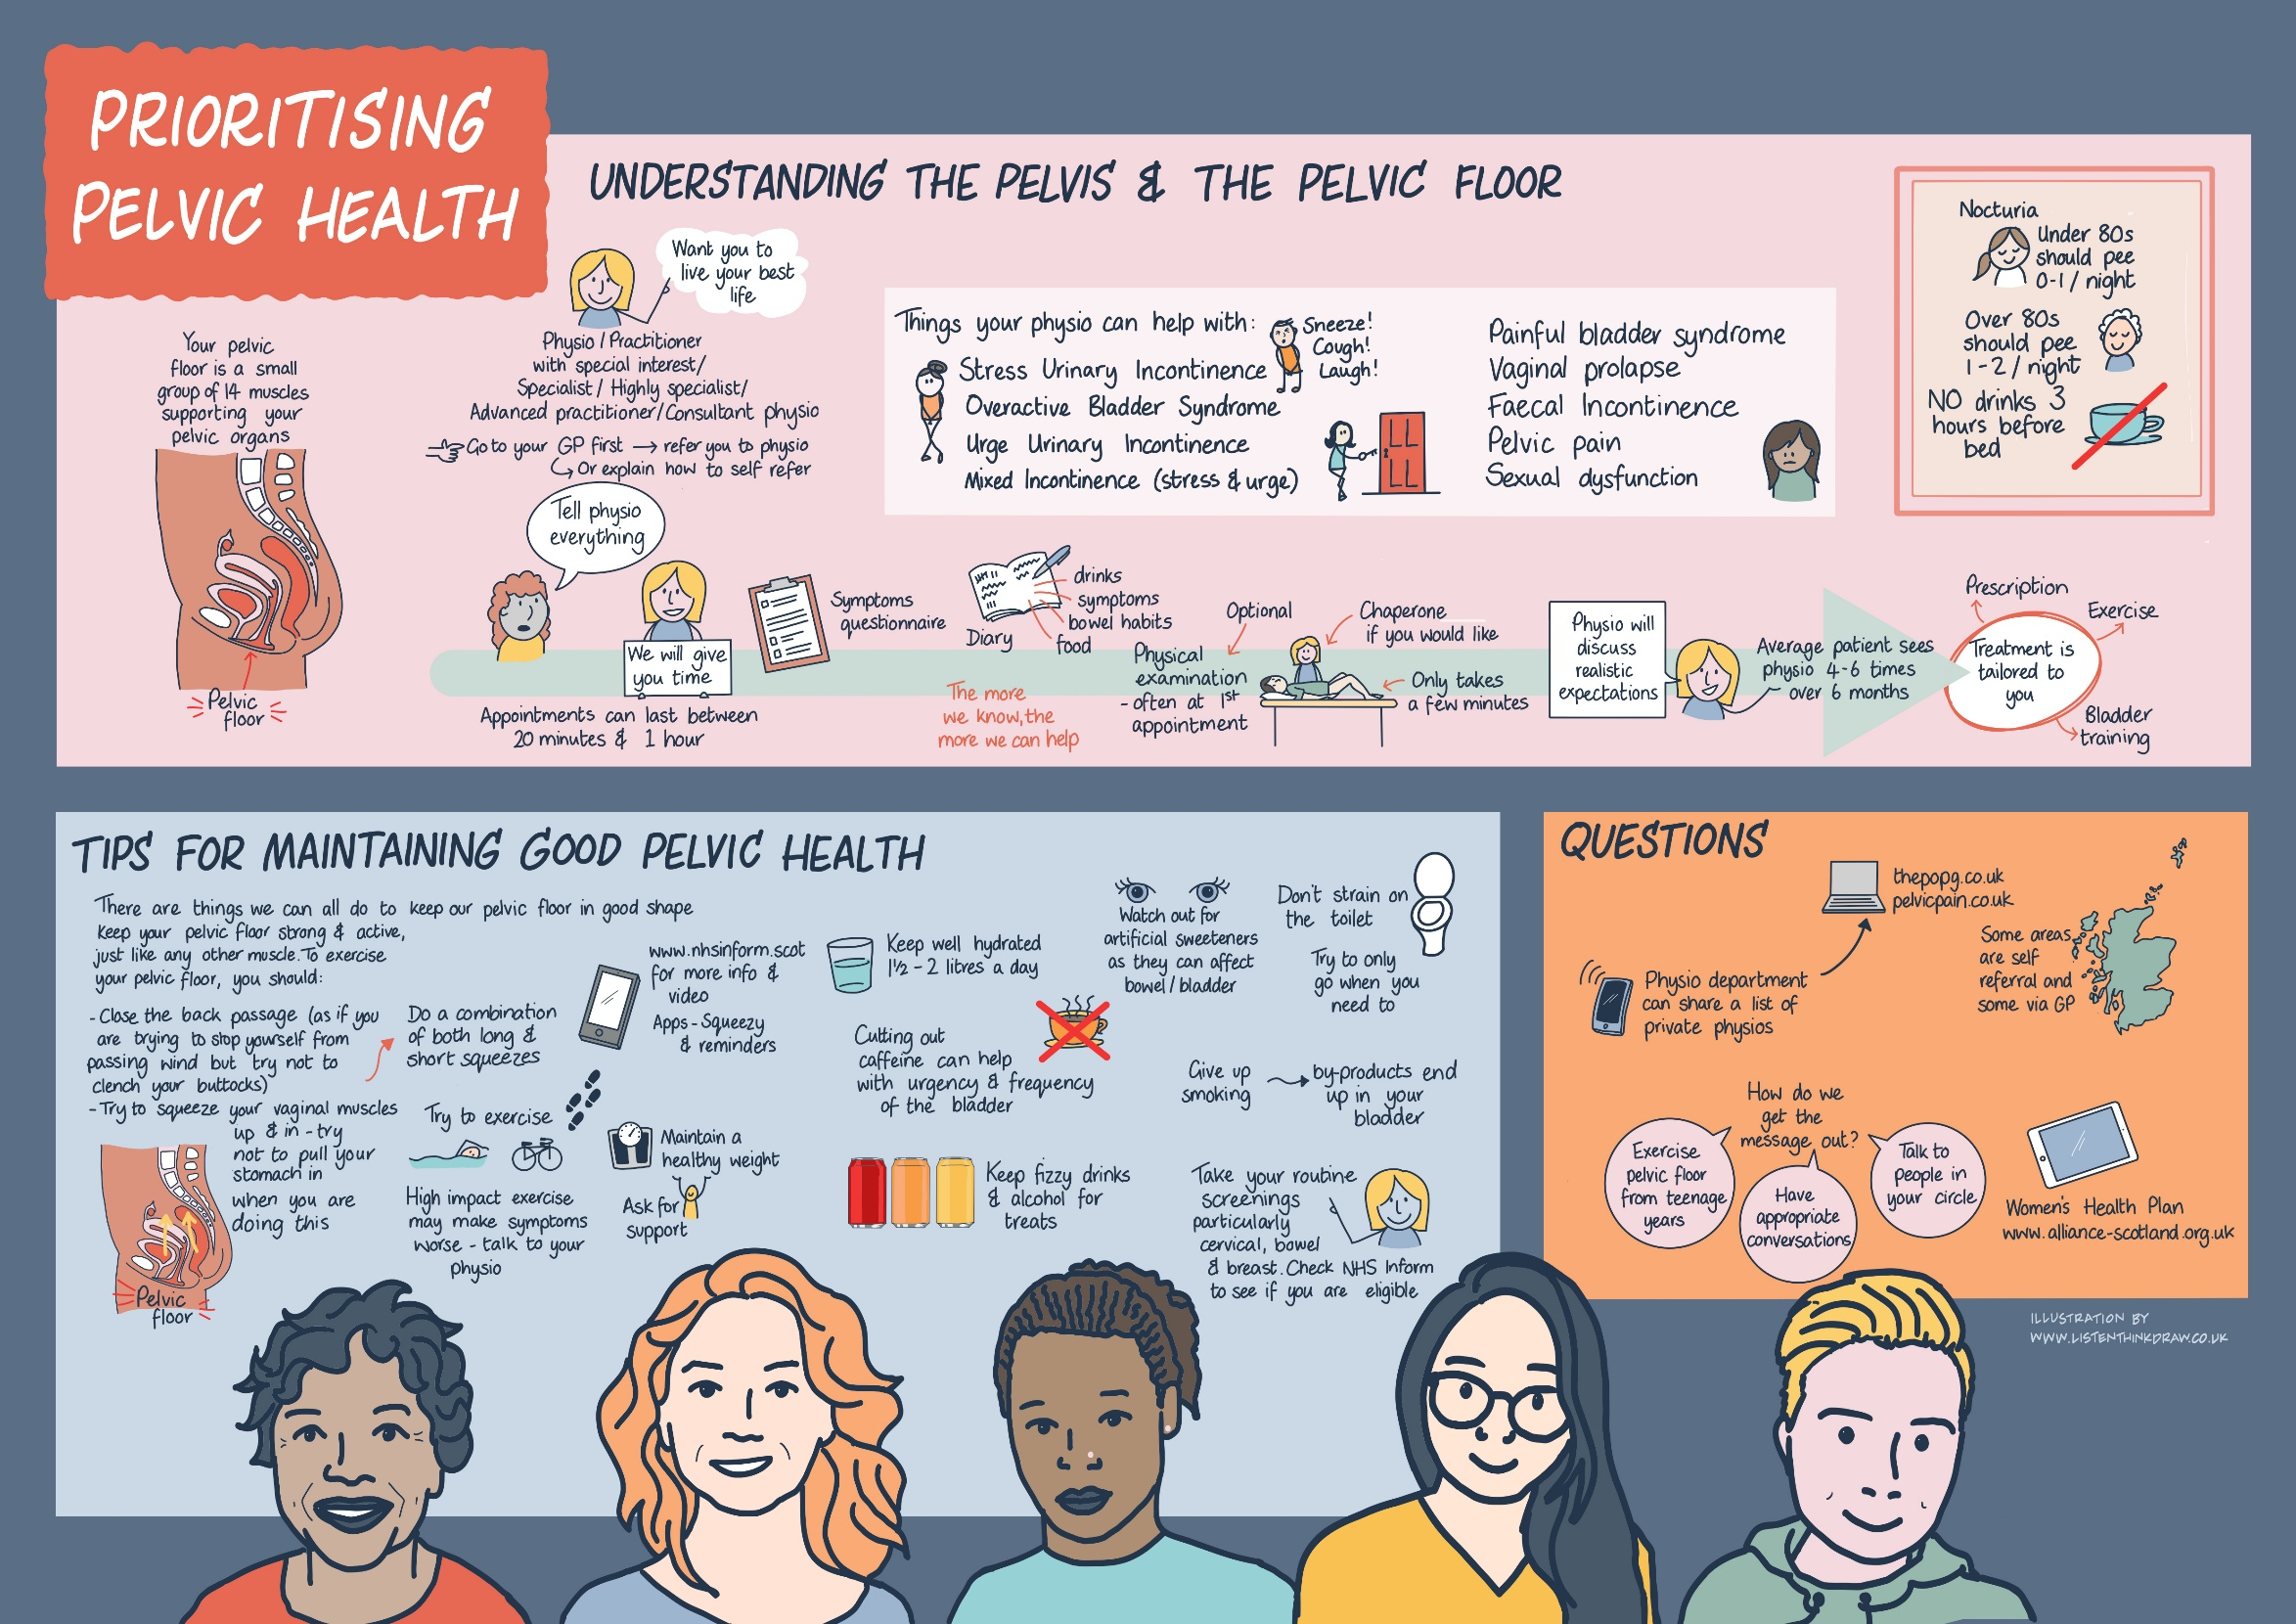 PRIORITISING
PELVIC HEALTH
UNDERSTANDING THE PELVIS & THE PELVIC FLOOR
Your pelvic
floor is a small
group of 14 muscles
supporting your
pelvic organs
Pelvic
floor
Want you to
live your best
life
Physio / Practitioner
with special interest/
Specialist / Highly specialist/
Advanced practitioner/Consultant physio
Go to your GP first → refer you to physio
Or explain how to self refer
Things your physio can help with:
Stress Urinary Incontinence
Overactive Bladder Syndrome
Urge Urinary Incontinence
Mixed Incontinence (stress & urge)
Sneeze!
Cough!
Laugh!
Painful bladder syndrome
Vaginal prolapse
Faecal Incontinence
Pelvic pain
Sexual dysfunction
Nocturia
Under 80s
should pee
0-1 / night
Over 80s
should pee
1-2 / night
NO drinks 3
hours before
bed
Tell physio
everything
We will give
you time
Appointments can last between
20 minutes & 1 hour
Symptoms
questionnaire
Diary
drinks
symptoms
bowel habits
food
The more
we know, the
more we can help
Optional
Physical
examination
- often at 1st
appointment
Chaperone
if you would like
Only takes
a few minutes
Physio will
discuss
realistic
expectations
Average patient sees
physio 4-6 times
over 6 months
Treatment is
tailored to
you
Prescription
Exercise
Bladder
training
TIPS FOR MAINTAINING GOOD PELVIC HEALTH
There are things we can all do to keep our pelvic floor in good shape
Keep your pelvic floor strong & active,
just like any other muscle. To exercise
your pelvic floor, you should:
- Close the back passage (as if you
are trying to stop yourself from
passing wind but try not to
clench your buttocks)
- Try to squeeze your vaginal muscles
up & in - try
not to pull your
stomach in
when you are
doing this
Pelvic
floor
Do a combination
of both long &
short squeezes
www.nhsinform.scot
for more info &
video
Apps - Squeezy
& reminders
Try to exercise
High impact exercise
may make symptoms
worse - talk to your
physio
Maintain a
healthy weight
Ask for
support
Keep well hydrated
1½ - 2 litres a day
Cutting out
caffeine can help
with urgency & frequency
of the bladder
Keep fizzy drinks
& alcohol for
treats
Watch out for
artificial sweeteners
as they can affect
bowel / bladder
Don't strain on
the toilet
Try to only
go when you
need to
Give up
smoking
by-products end
up in your
bladder
Take your routine
screenings
particularly
cervical, bowel
& breast. Check NHS Inform
to see if you are eligible
QUESTIONS
thepopg.co.uk
pelvicpain.co.uk
Physio department
can share a list of
private physios
Some areas
are self
referral and
some via GP
How do we
get the
message out?
Exercise
pelvic floor
from teenage
years
Have
appropriate
conversations
Talk to
people in
your circle
Women's Health Plan
www.alliance-scotland.org.uk
ILLUSTRATION BY
WWW.LISTENTHINKDRAW.CO.UK